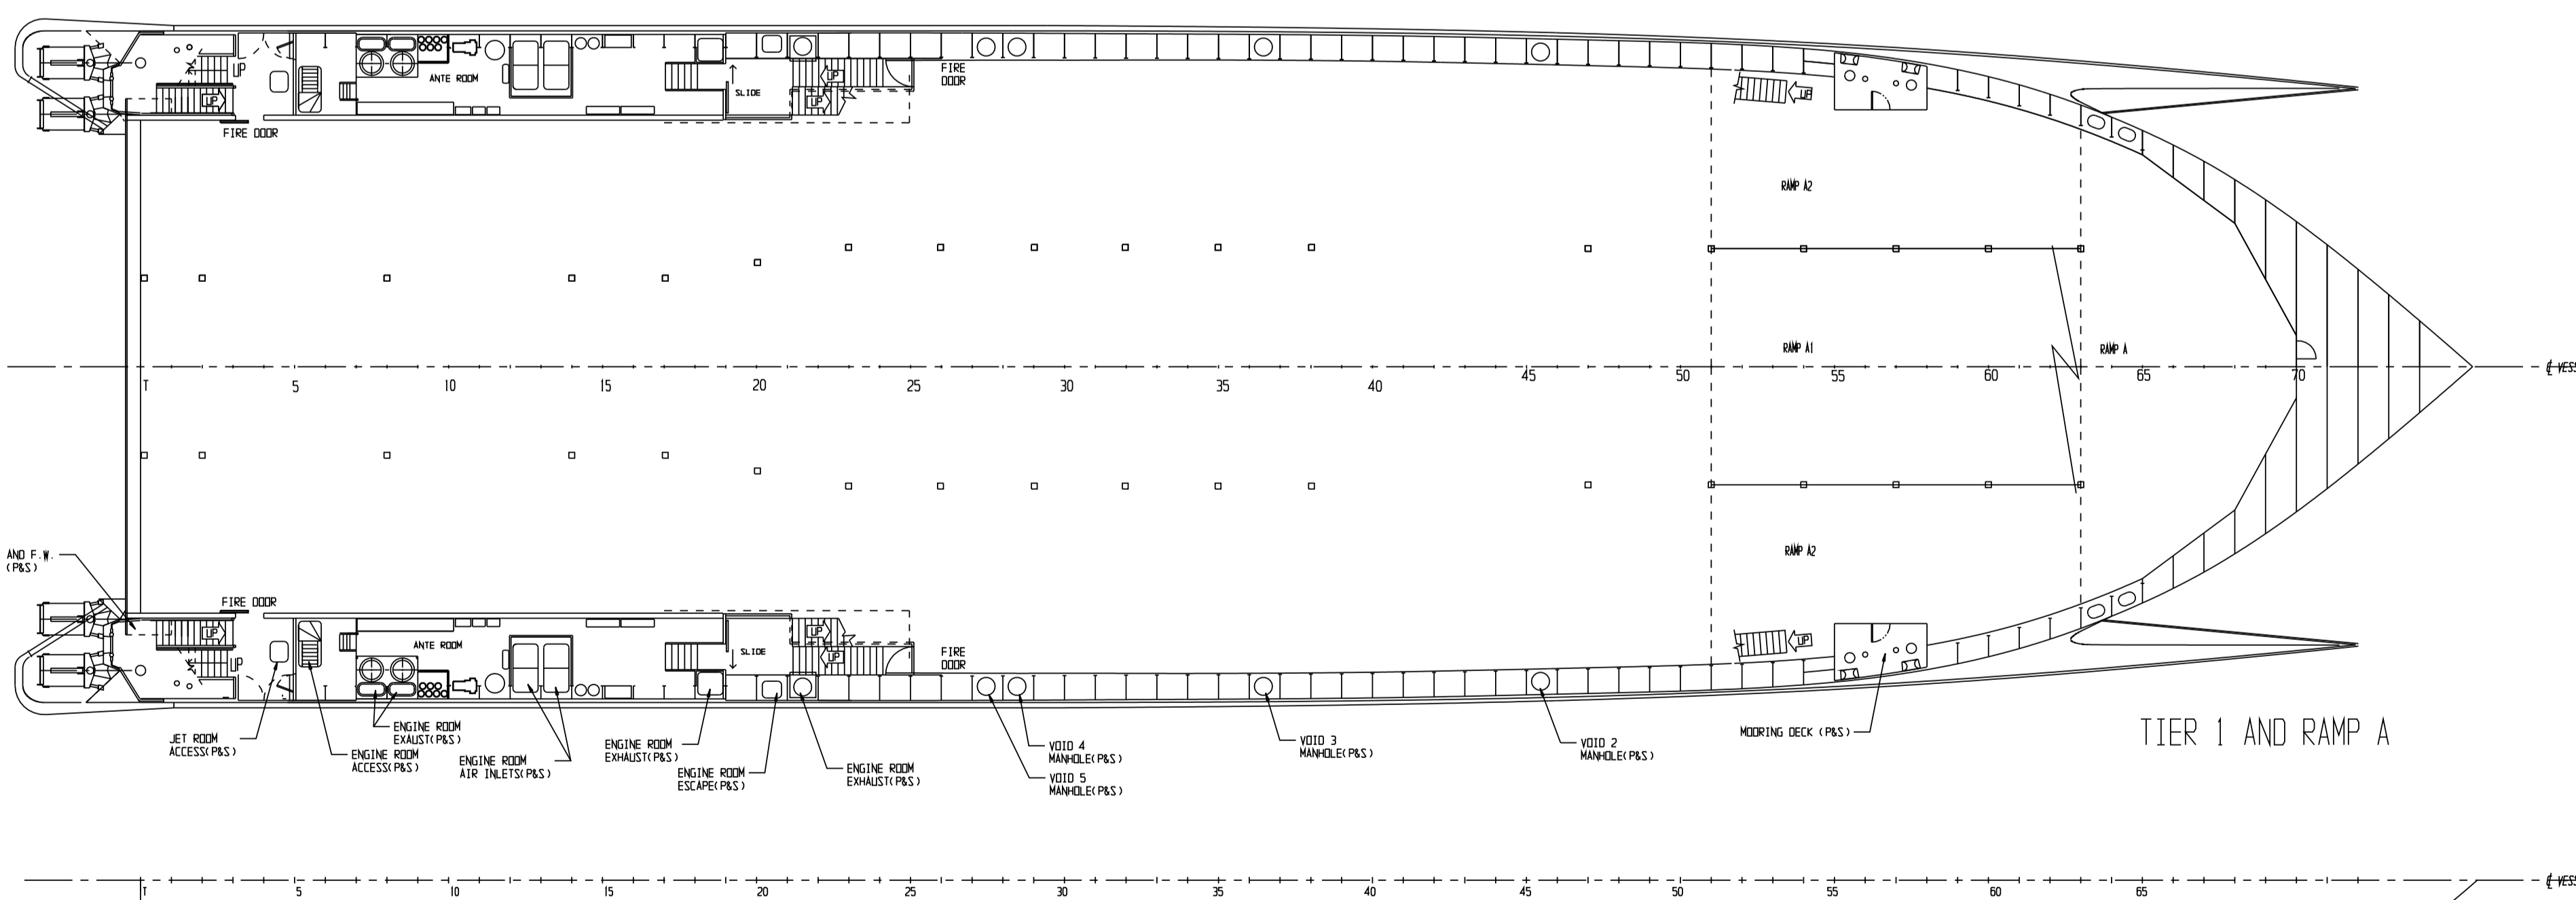 UP
UP
ANTE ROOM
SLIDE
UP
UP
FIRE
DOOR
UP
FIRE DOOR
RAMP A2
RAMP A1
RAMP A
T
5
10
15
20
25
30
35
40
45
50
55
60
65
70
℄ VESS
RAMP A2
AND F.W.
(P&S)
FIRE DOOR
UP
UP
ANTE ROOM
SLIDE
UP
UP
FIRE
DOOR
UP
JET ROOM
ACCESS(P&S)
ENGINE ROOM
EXAUST(P&S)
ENGINE ROOM
ACCESS(P&S)
ENGINE ROOM
AIR INLETS(P&S)
ENGINE ROOM
EXHAUST(P&S)
ENGINE ROOM
ESCAPE(P&S)
ENGINE ROOM
EXHAUST(P&S)
VOID 4
MANHOLE(P&S)
VOID 5
MANHOLE(P&S)
VOID 3
MANHOLE(P&S)
VOID 2
MANHOLE(P&S)
MOORING DECK (P&S)
TIER 1 AND RAMP A
T
5
10
15
20
25
30
35
40
45
50
55
60
65
℄ VESS